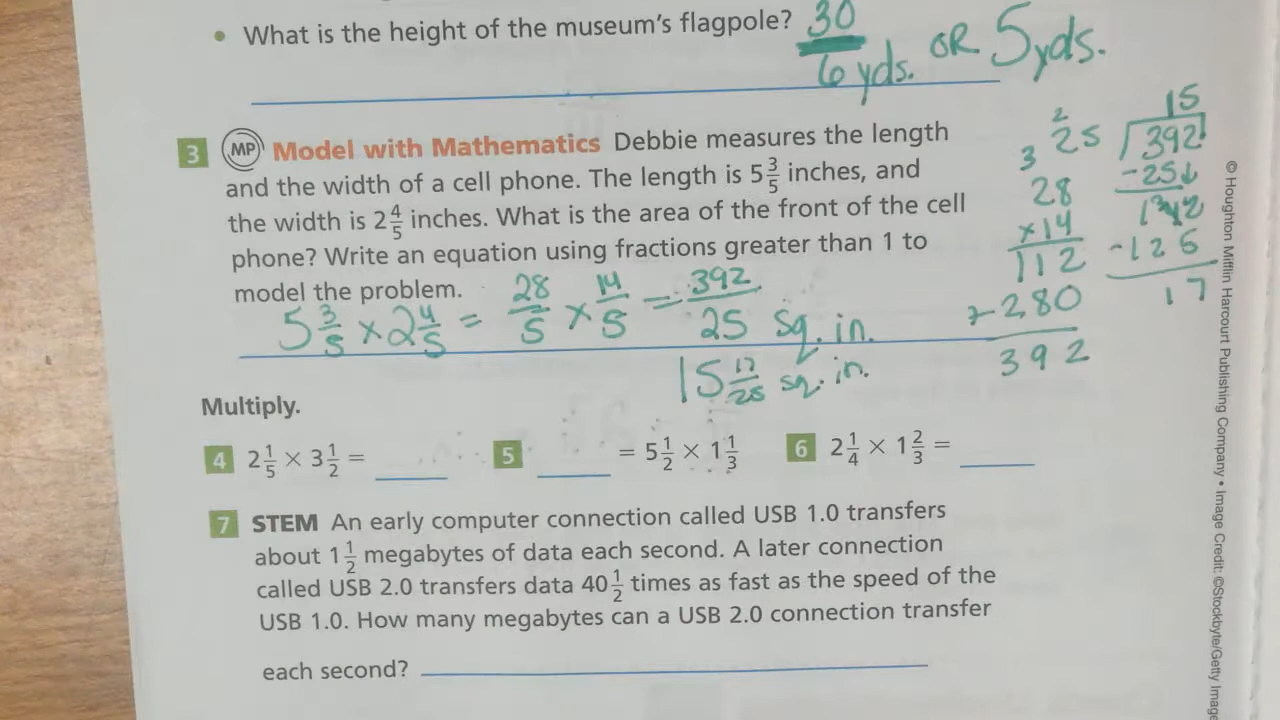 • What is the height of the museum's flagpole? 30/6 yds. OR 5 yds.
3 MP Model with Mathematics Debbie measures the length
and the width of a cell phone. The length is 5 3/5 inches, and
the width is 2 4/5 inches. What is the area of the front of the cell
phone? Write an equation using fractions greater than 1 to
model the problem.
5 3/5 × 2 4/5 = 28/5 × 14/5 = 392/25 sq. in.
15 17/25 sq. in.
3
28
×14
112
+280
392
15
2
25 392
-25↓
142
-125
17
Multiply.
4 2 1/5 × 3 1/2 = ____
5 ____ = 5 1/2 × 1 1/3
6 2 1/4 × 1 2/3 = ____
7 STEM An early computer connection called USB 1.0 transfers
about 1 1/2 megabytes of data each second. A later connection
called USB 2.0 transfers data 40 1/2 times as fast as the speed of the
USB 1.0. How many megabytes can a USB 2.0 connection transfer
each second?
© Houghton Mifflin Harcourt Publishing Company • Image Credit: ©Stockbyte/Getty Image